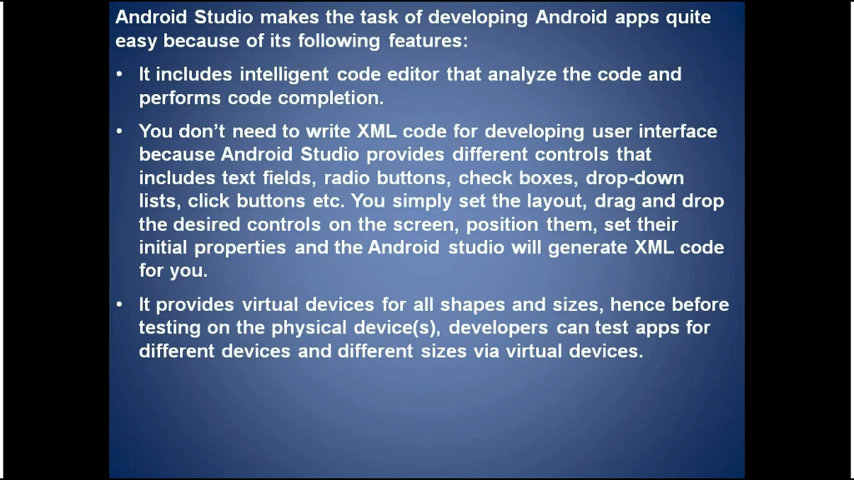 Android Studio makes the task of developing Android apps quite
easy because of its following features:
• It includes intelligent code editor that analyze the code and
performs code completion.
• You don’t need to write XML code for developing user interface
because Android Studio provides different controls that
includes text fields, radio buttons, check boxes, drop-down
lists, click buttons etc. You simply set the layout, drag and drop
the desired controls on the screen, position them, set their
initial properties and the Android studio will generate XML code
for you.
• It provides virtual devices for all shapes and sizes, hence before
testing on the physical device(s), developers can test apps for
different devices and different sizes via virtual devices.